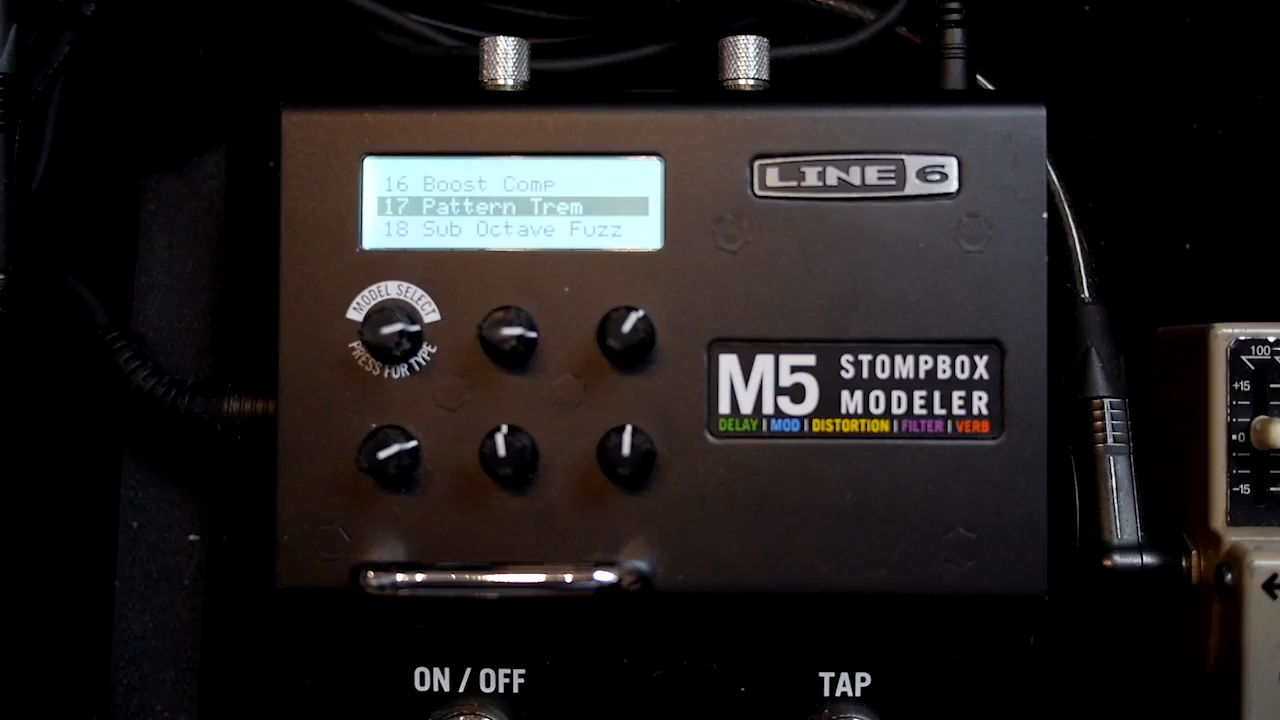 16 Boost Comp
17 Pattern Trem
18 Sub Octave Fuzz
LINE 6
MODEL SELECT
PRESS FOR TYPE
M5 STOMPBOX MODELER
DELAY | MOD | DISTORTION | FILTER | VERB
100
+15
0
-15
ON / OFF
TAP